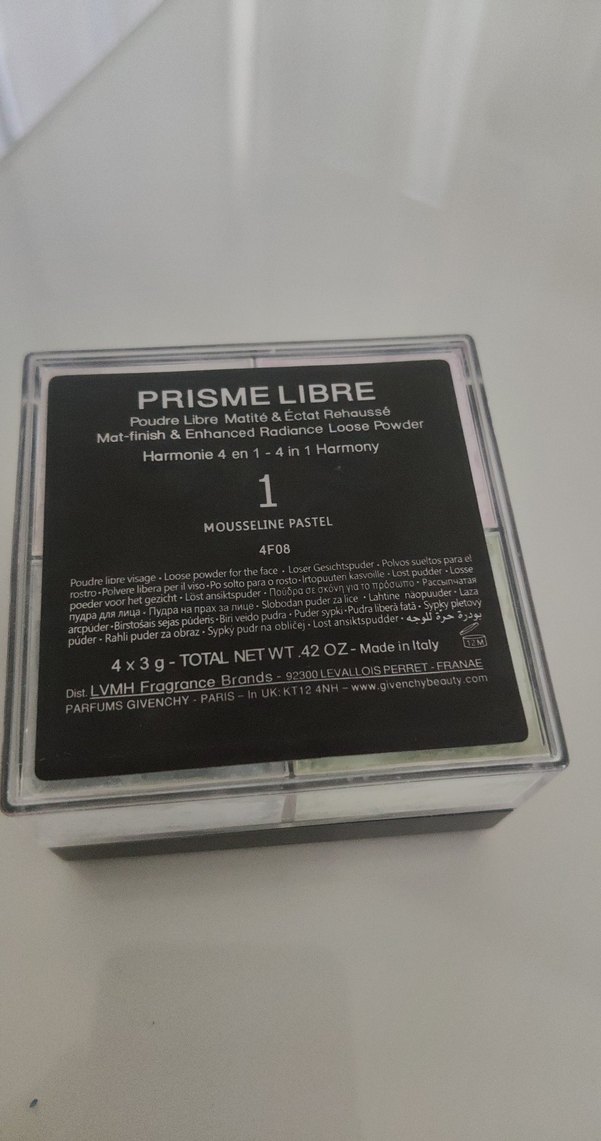 PRISME LIBRE
Poudre Libre Matité & Éctat Rehaussé
Mat-finish & Enhanced Radiance Loose Powder
Harmonie 4 en 1 - 4 in 1 Harmony
1
MOUSSELINE PASTEL
4F08
Poudre libre visage • Loose powder for the face • Loser Gesichtspuder • Polvos sueltos para el
rostro • Polvere libera per il viso • Po solto para o rosto • Irtopuuteri kasvoille • Lost pudder • Losse
poeder voor het gezicht • Löst ansiktspuder • Πούδρα σε σκόνη για το πρόσωπο • Рассыпчатая
пудра для лица • Пудра на прах за лице • Slobodan puder za lice • Lahtine näopuuder • Laza
arcpúder • Birstošais sejas pūderis • Biri veido pudra • Puder sypki • Pudra liberă fată • Sypký pleťový
púder • Rahli puder za obraz • Sypký pudr na obličej • Lost ansiktspudder • بودرة حرة للوجه
12 M
4 x 3 g - TOTAL NET WT .42 OZ - Made in Italy
Dist. LVMH Fragrance Brands - 92300 LEVALLOIS PERRET - FRANAE
PARFUMS GIVENCHY - PARIS – In UK: KT12 4NH – www.givenchybeauty.com